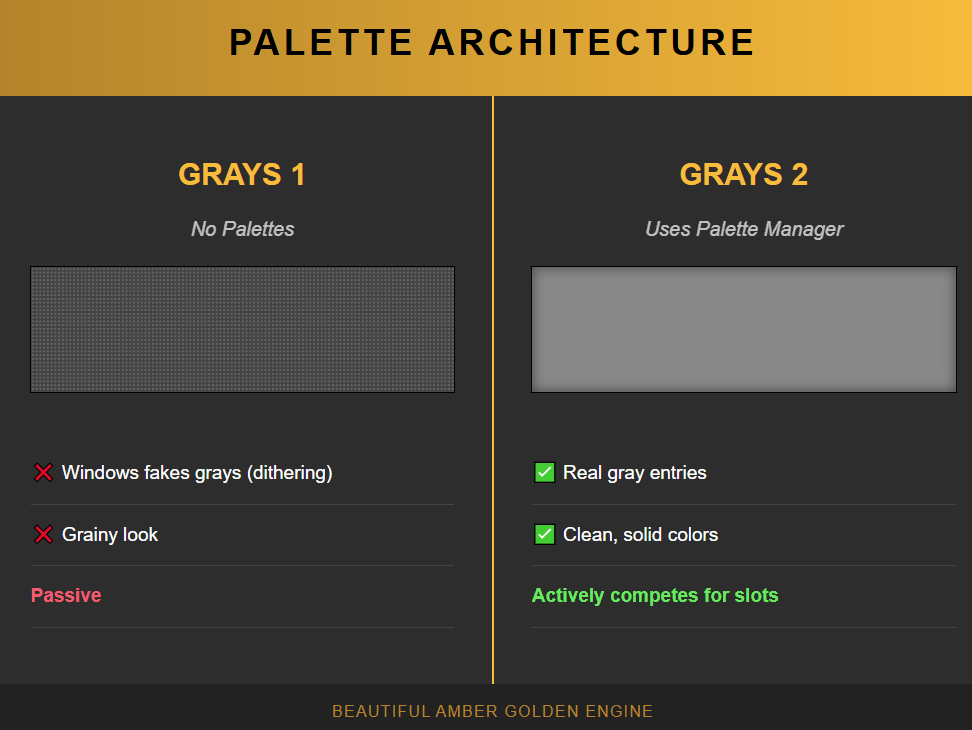 PALETTE ARCHITECTURE
GRAYS 1
No Palettes
❌ Windows fakes grays (dithering)
❌ Grainy look
Passive
GRAYS 2
Uses Palette Manager
✅ Real gray entries
✅ Clean, solid colors
Actively competes for slots
BEAUTIFUL AMBER GOLDEN ENGINE